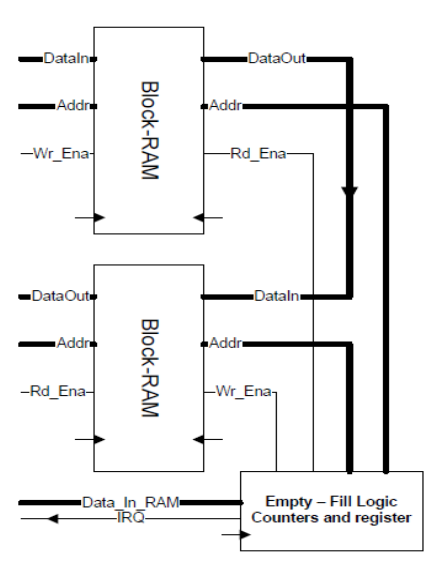 DataIn
DataOut
Addr
Addr
Wr_Ena
Rd_Ena
Block-RAM
DataOut
DataIn
Addr
Addr
Rd_Ena
Wr_Ena
Block-RAM
Data_In_RAM
IRQ
Empty – Fill Logic
Counters and register